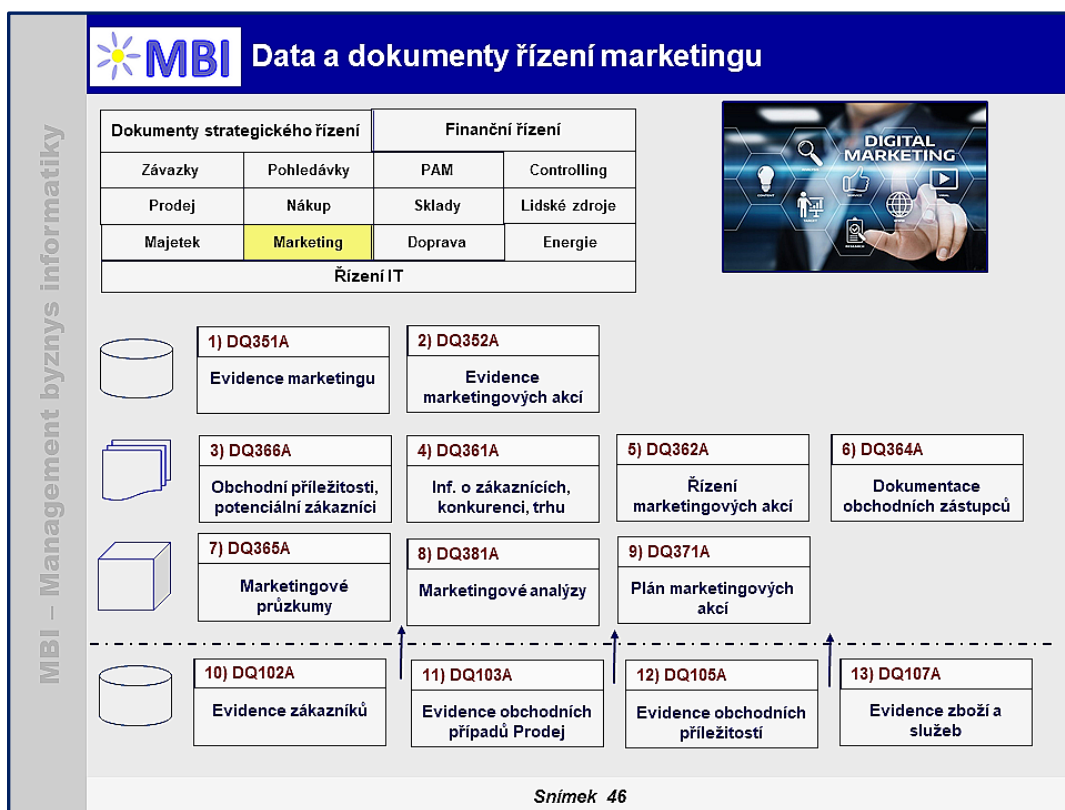 MBI
Data a dokumenty řízení marketingu
MBI – Management byznys informatiky
Dokumenty strategického řízení
Finanční řízení
Závazky
Pohledávky
PAM
Controlling
Prodej
Nákup
Sklady
Lidské zdroje
Majetek
Marketing
Doprava
Energie
Řízení IT
DIGITAL
MARKETING
RESEARCH
1) DQ351A
Evidence marketingu
2) DQ352A
Evidence
marketingových akcí
3) DQ366A
Obchodní příležitosti,
potenciální zákazníci
4) DQ361A
Inf. o zákaznících,
konkurenci, trhu
5) DQ362A
Řízení
marketingových akcí
6) DQ364A
Dokumentace
obchodních zástupců
7) DQ365A
Marketingové
průzkumy
8) DQ381A
Marketingové analýzy
9) DQ371A
Plán marketingových
akcí
10) DQ102A
Evidence zákazníků
11) DQ103A
Evidence obchodních
případů Prodej
12) DQ105A
Evidence obchodních
příležitostí
13) DQ107A
Evidence zboží a
služeb
Snímek 46